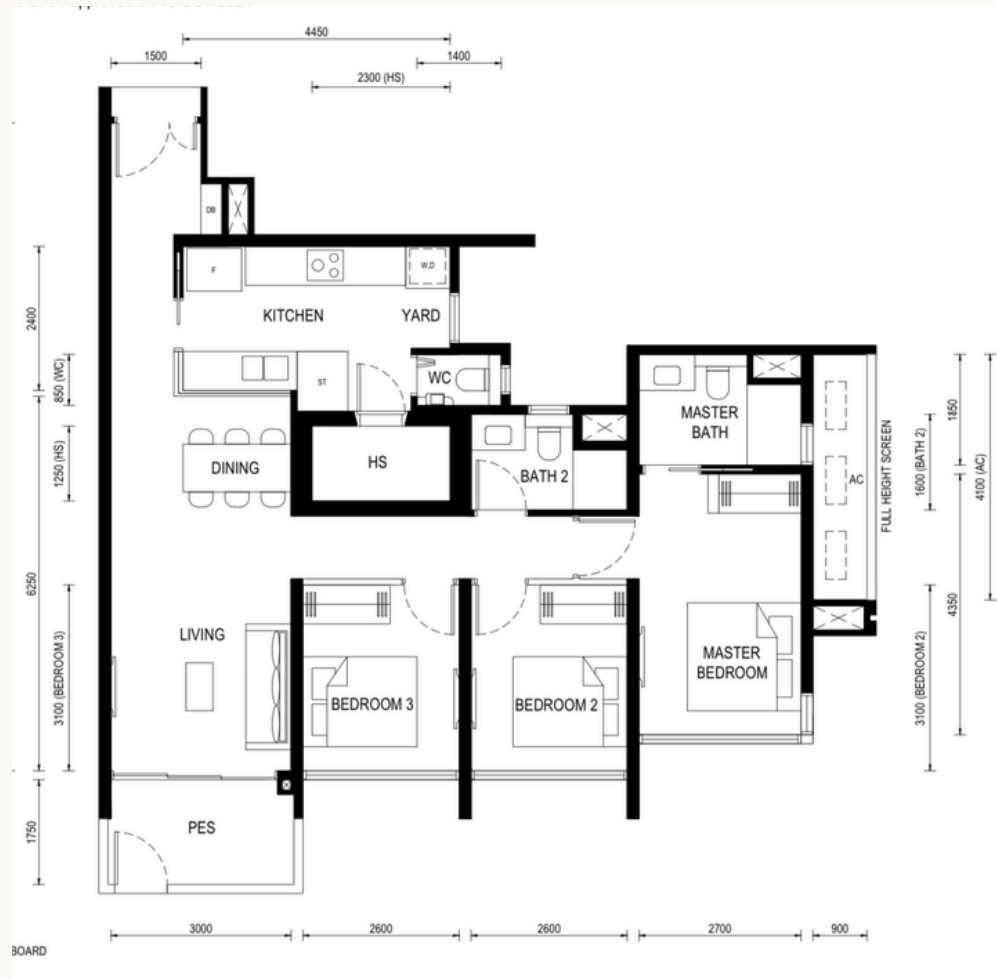 4450
1500
1400
2300 (HS)
DB
F
W,D
KITCHEN
YARD
2400
850 (WC)
ST
WC
MASTER
BATH
1850
1250 (HS)
DINING
HS
BATH 2
AC
FULL HEIGHT SCREEN
1600 (BATH 2)
4100 (AC)
6250
3100 (BEDROOM 3)
LIVING
BEDROOM 3
BEDROOM 2
MASTER
BEDROOM
3100 (BEDROOM 2)
4350
1750
PES
3000
2600
2600
2700
900
BOARD